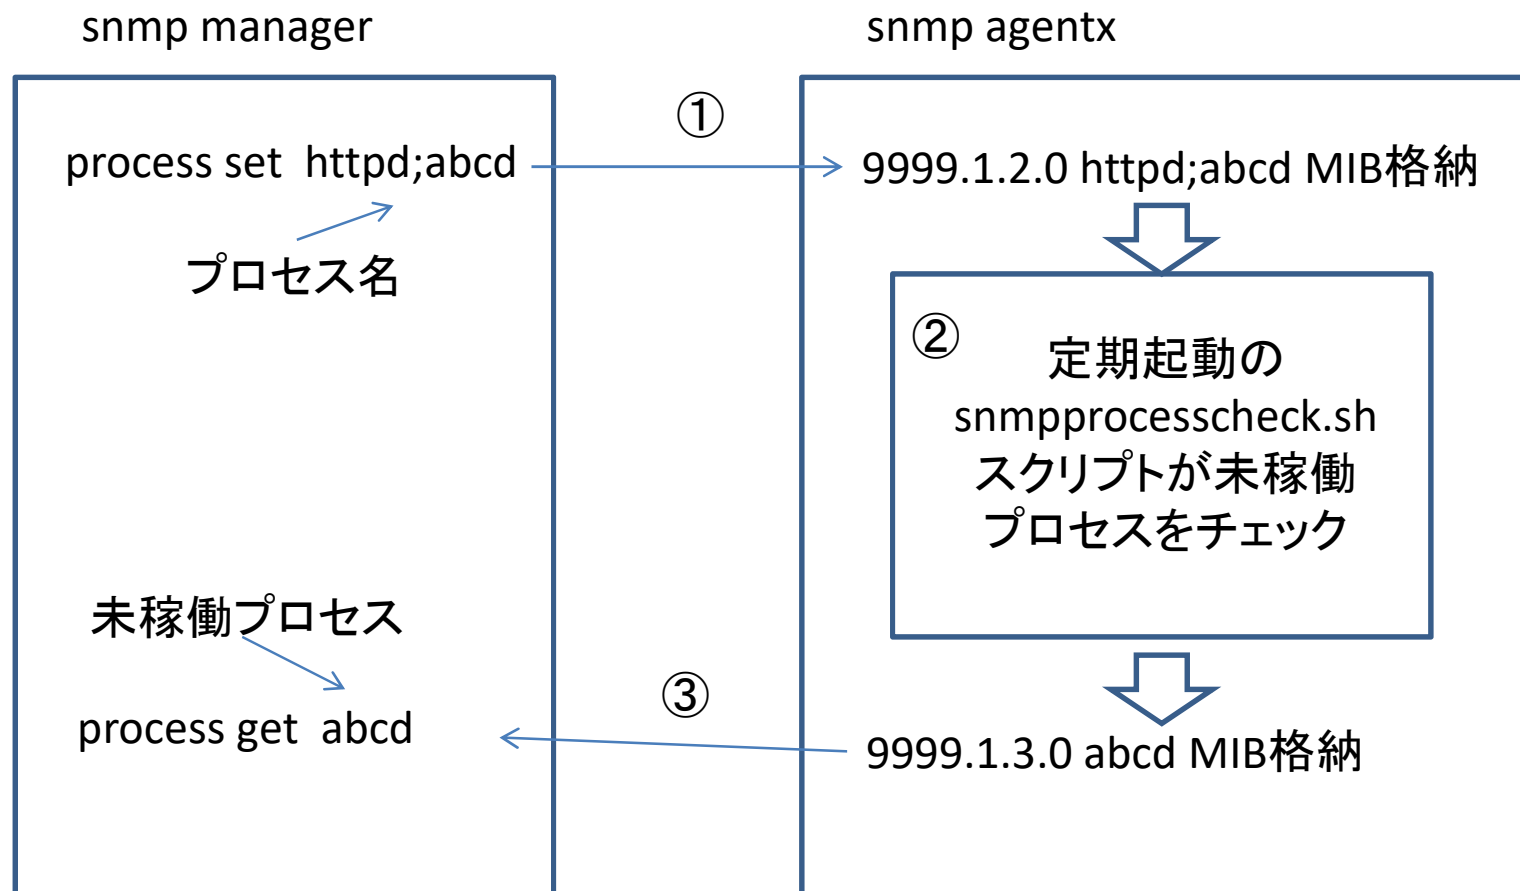 snmp manager
snmp agentx
①
process set httpd;abcd
プロセス名
9999.1.2.0 httpd;abcd MIB格納
②
定期起動の
snmpprocesscheck.sh
スクリプトが未稼働
プロセスをチェック
未稼働プロセス
process get abcd
③
9999.1.3.0 abcd MIB格納